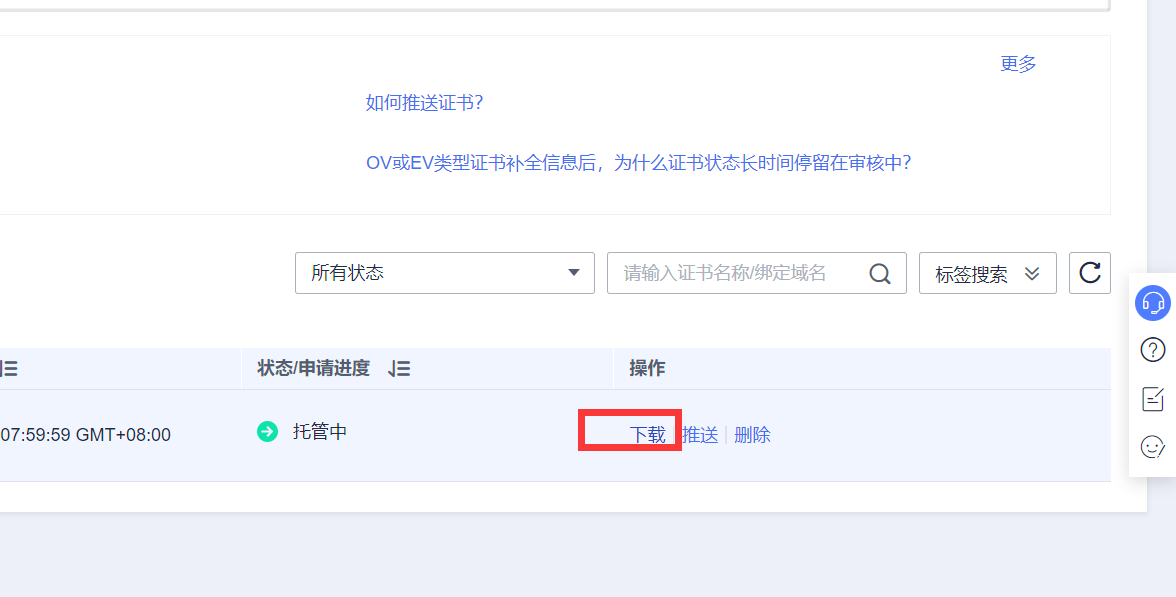 更多
如何推送证书?
OV或EV类型证书补全信息后，为什么证书状态长时间停留在审核中?
所有状态
请输入证书名称/绑定域名
标签搜索
状态/申请进度
操作
07:59:59 GMT+08:00
托管中
下载 推送 删除